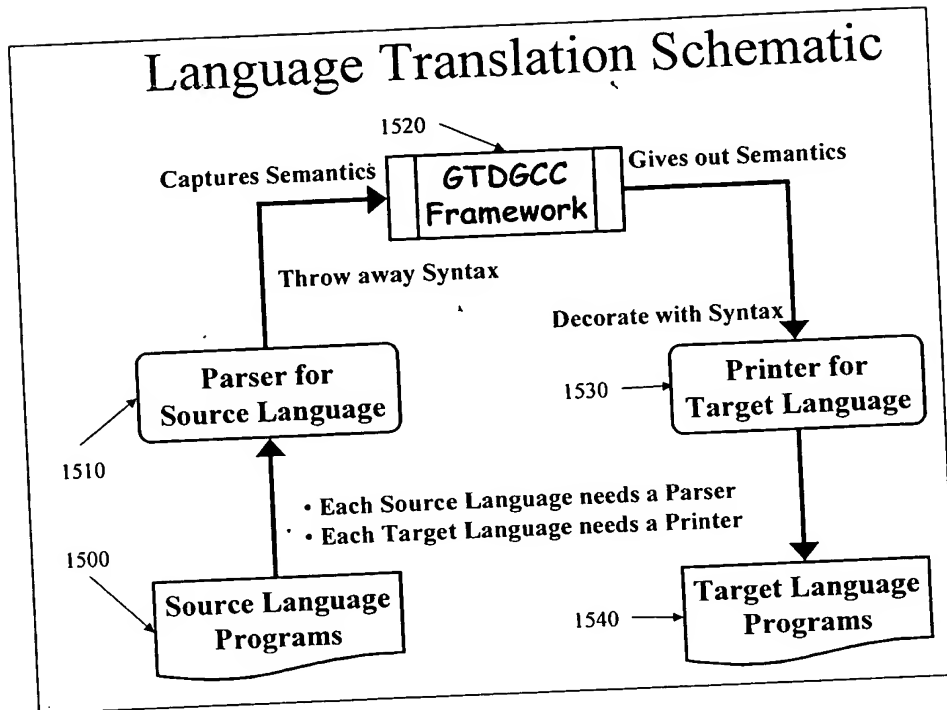 Language Translation Schematic
1520
Captures Semantics
GTDGCC
Framework
Gives out Semantics
Throw away Syntax
Decorate with Syntax
Parser for
Source Language
1510
1530
Printer for
Target Language
• Each Source Language needs a Parser
• Each Target Language needs a Printer
1500
Source Language
Programs
1540
Target Language
Programs